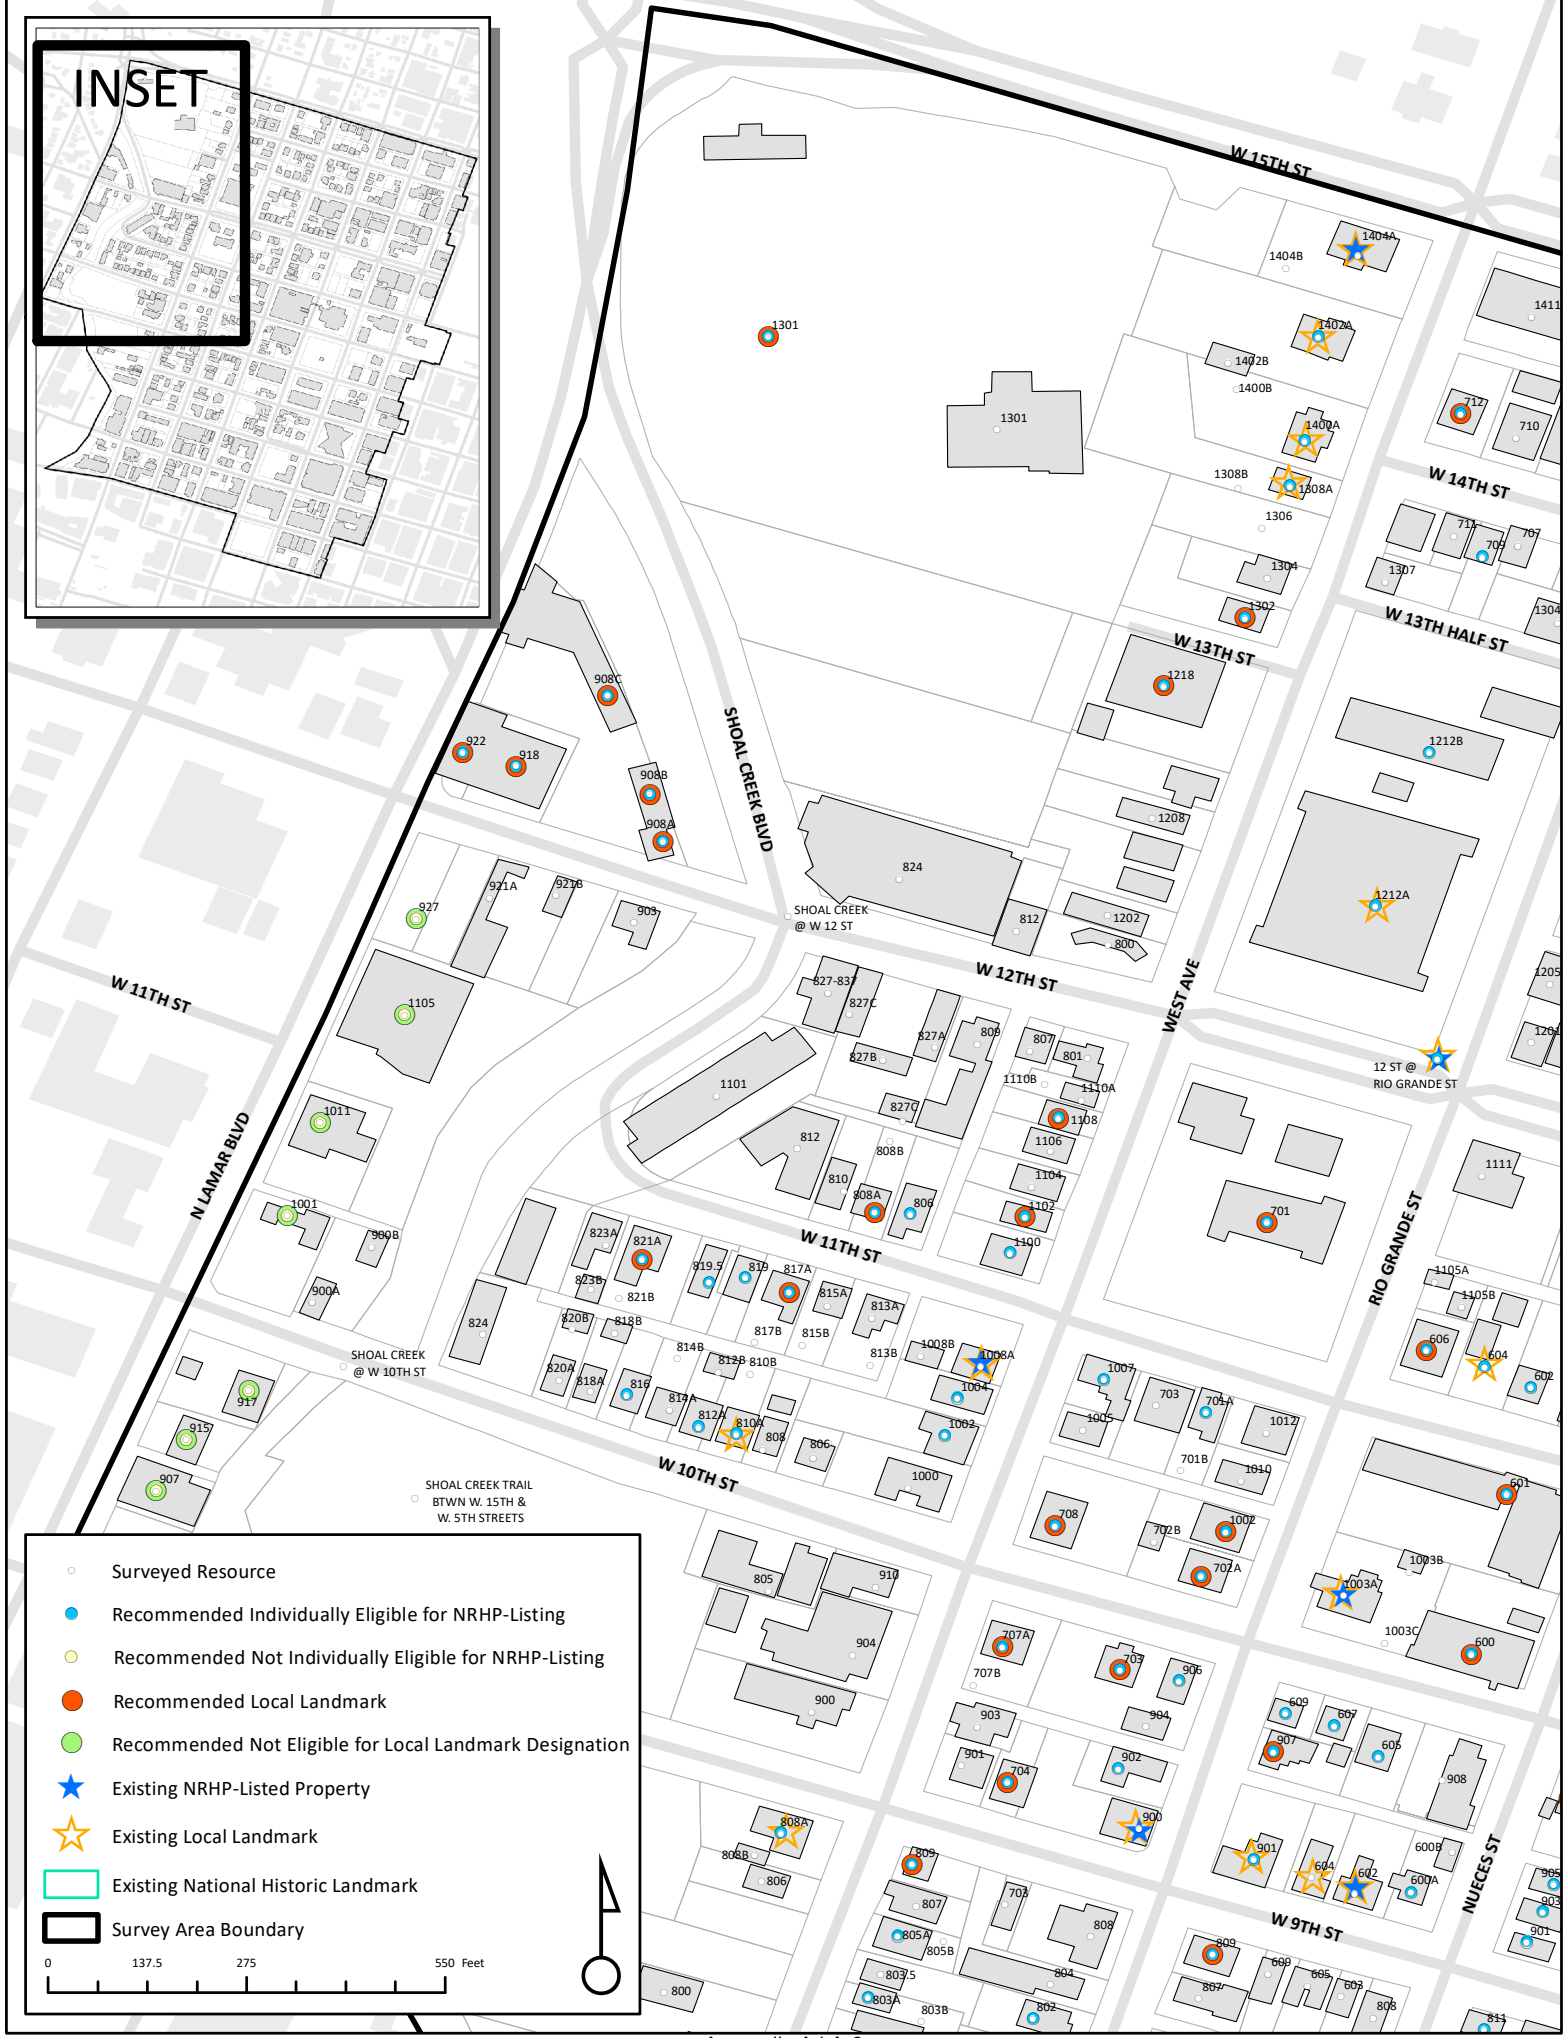 INSET
W 15TH ST
1404A
1404B
1411
1301
1402A
1402B
1400B
712
710
1301
1400A
W 14TH ST
1308B
1308A
1306
711
709
707
1304
1307
1302
1304
W 13TH HALF ST
W 13TH ST
1218
908C
922
918
SHOAL CREEK BLVD
1212B
908B
908A
1208
824
1212A
921A
921B
927
903
SHOAL CREEK
@ W 12 ST
812
1202
800
W 12TH ST
WEST AVE
1205
W 11TH ST
827-837
827C
1105
827A
809
807
801
827B
1201
12 ST @
RIO GRANDE ST
1101
1110B
1110A
827C
1108
1011
812
808B
1106
1111
N LAMAR BLVD
810
808A
806
1104
1102
701
1001
900B
823A
821A
W 11TH ST
1100
RIO GRANDE ST
819.5
819
817A
823B
821B
815A
813A
1105A
1105B
900A
824
820B
818B
817B
815B
814B
813B
1008B
1008A
606
604
602
SHOAL CREEK
@ W 10TH ST
820A
818A
816
812B
810B
814A
812A
810A
808
806
1004
1002
1000
1007
1005
703
701A
1012
701B
1010
917
915
907
W 10TH ST
SHOAL CREEK TRAIL
BTWN W. 15TH &
W. 5TH STREETS
601
708
702B
1002
702A
1003B
1003A
1003C
600
805
910
904
900
707A
707B
703
906
904
903
901
704
902
900
609
607
907
605
908
808A
808B
806
809
807
805A
805B
703
808
804
803.5
803A
803B
802
800
901
604
602
600B
600A
NUECES ST
W 9TH ST
905
903
901
809
807
609
605
603
808
811
Surveyed Resource
Recommended Individually Eligible for NRHP-Listing
Recommended Not Individually Eligible for NRHP-Listing
Recommended Local Landmark
Recommended Not Eligible for Local Landmark Designation
Existing NRHP-Listed Property
Existing Local Landmark
Existing National Historic Landmark
Survey Area Boundary
0 137.5 275 550 Feet